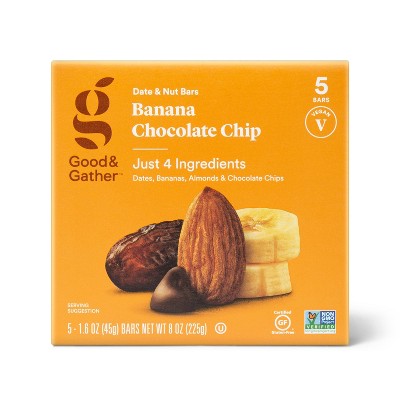 Date & Nut Bars
Banana
Chocolate Chip
5
BARS
VEGAN
V
g
Good&
Gather™
Just 4 Ingredients
Dates, Bananas, Almonds & Chocolate Chips
SERVING
SUGGESTION
5 - 1.6 OZ (45g) BARS NET WT 8 OZ (225g)
U
Certified
GF
Gluten-Free
NON
GMO
Project
VERIFIED